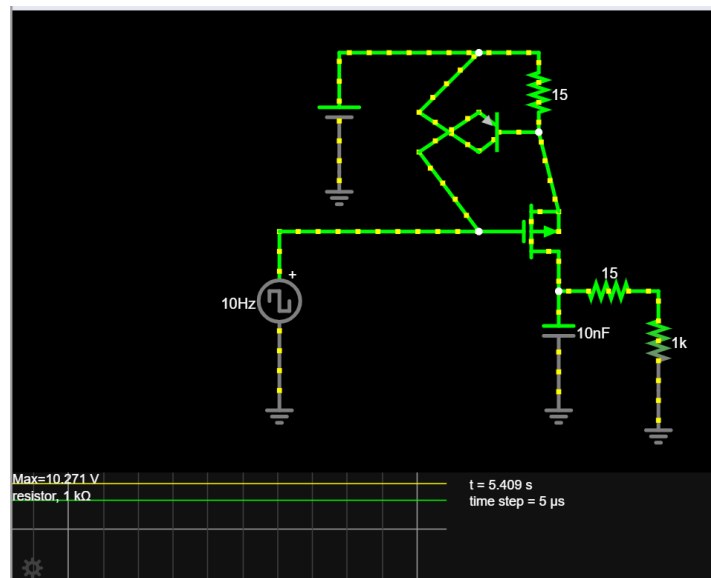 15
+
10Hz
15
10nF
1k
Max=10.271 V
resistor, 1 kΩ
t = 5.409 s
time step = 5 µs